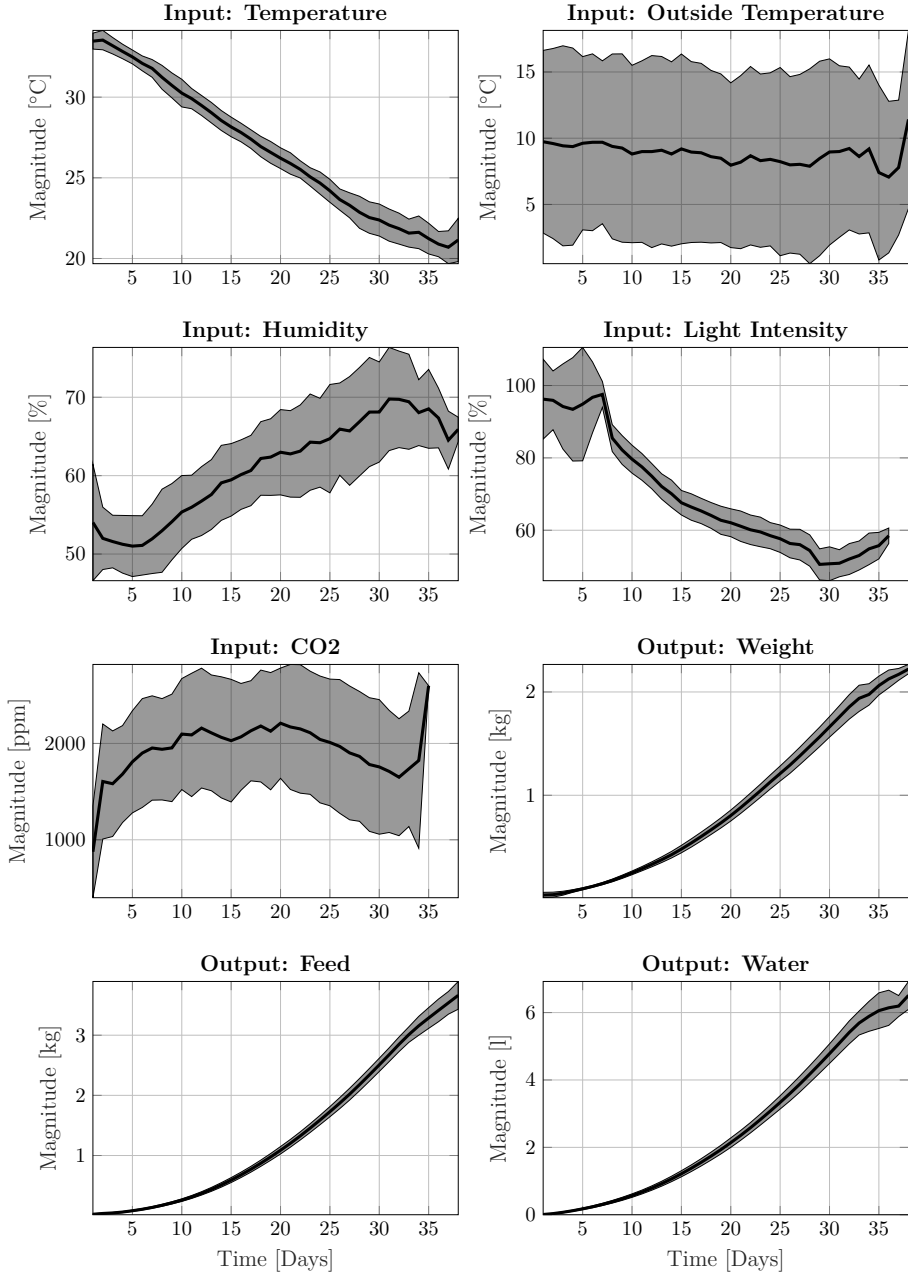 Input: Temperature
Input: Outside Temperature
Magnitude [°C]
30
25
20
5 10 15 20 25 30 35
Magnitude [°C]
15
10
5
5 10 15 20 25 30 35
Input: Humidity
Input: Light Intensity
Magnitude [%]
70
60
50
5 10 15 20 25 30 35
Magnitude [%]
100
80
60
5 10 15 20 25 30 35
Input: CO2
Output: Weight
Magnitude [ppm]
2000
1000
5 10 15 20 25 30 35
Magnitude [kg]
2
1
5 10 15 20 25 30 35
Output: Feed
Output: Water
Magnitude [kg]
3
2
1
5 10 15 20 25 30 35
Time [Days]
Magnitude [l]
6
4
2
0
5 10 15 20 25 30 35
Time [Days]